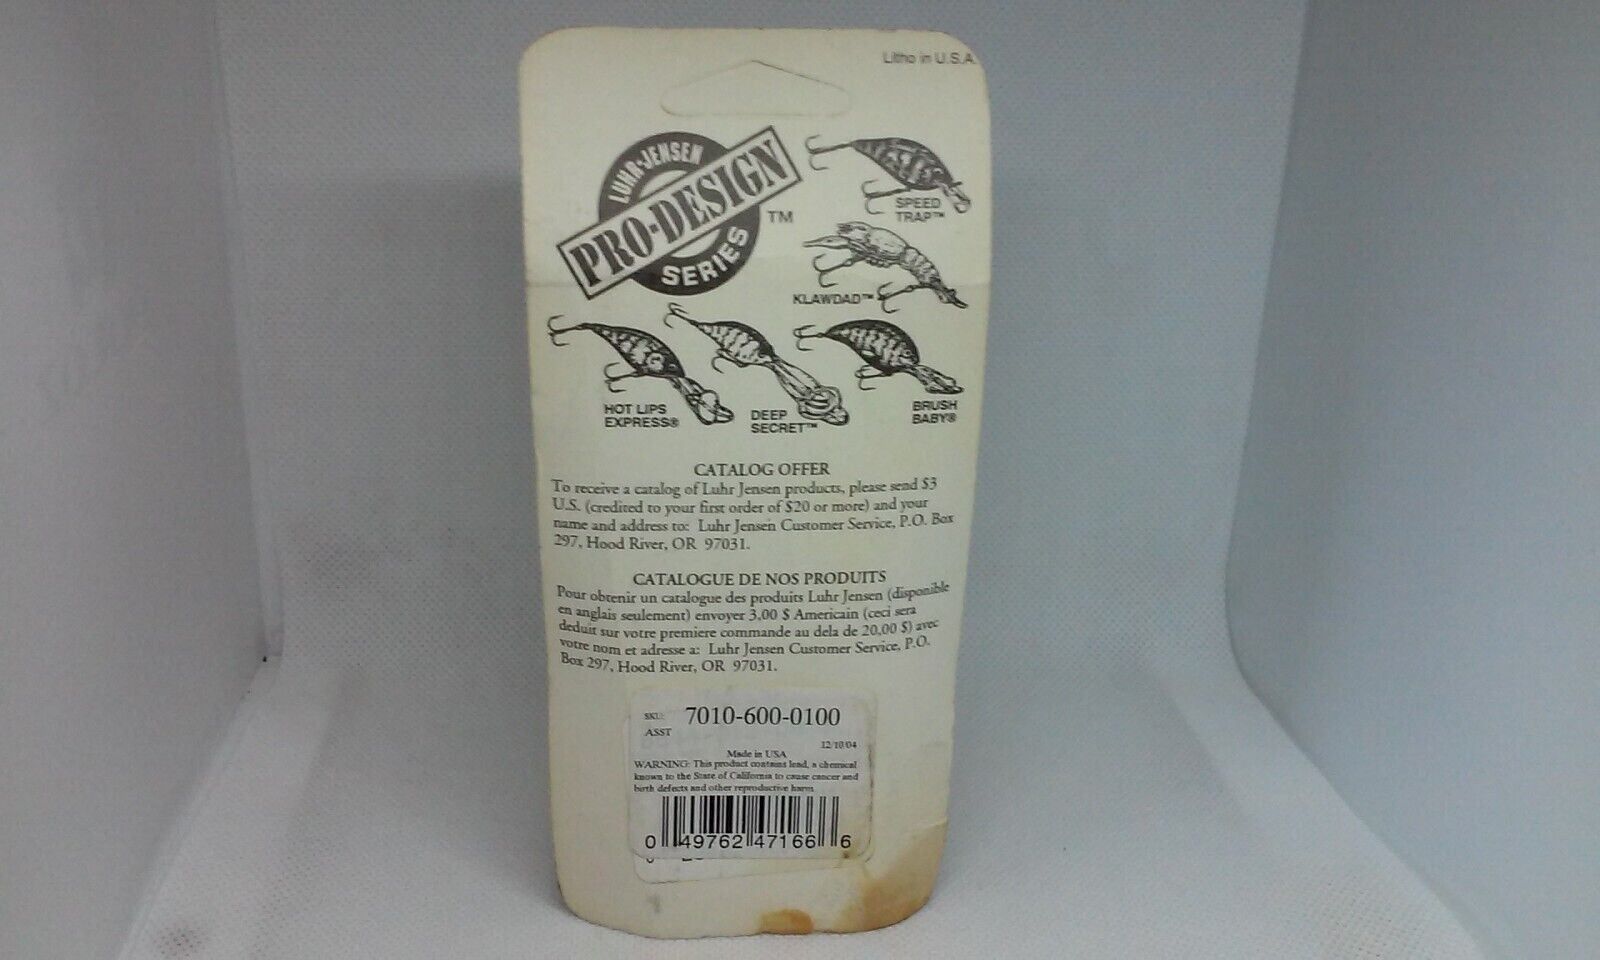 Litho in U.S.A.
LUHR-JENSEN
PRO-DESIGN
SERIES
TM
SPEED
TRAP™
KLAWDAD™
HOT LIPS
EXPRESS®
DEEP
SECRET™
BRUSH
BABY®
CATALOG OFFER
To receive a catalog of Luhr Jensen products, please send $3
U.S. (credited to your first order of $20 or more) and your
name and address to: Luhr Jensen Customer Service, P.O. Box
297, Hood River, OR 97031.
CATALOGUE DE NOS PRODUITS
Pour obtenir un catalogue des produits Luhr Jensen (disponible
en anglais seulement) envoyer 3,00 $ Americain (ceci sera
deduit sur votre premiere commande au dela de 20,00 $) avec
votre nom et adresse a: Luhr Jensen Customer Service, P.O.
Box 297, Hood River, OR 97031.
SKU: 7010-600-0100
ASST
12/10/04
Made in USA
WARNING: This product contains lead, a chemical
known to the State of California to cause cancer and
birth defects and other reproductive harm.
0 49762 47166 6